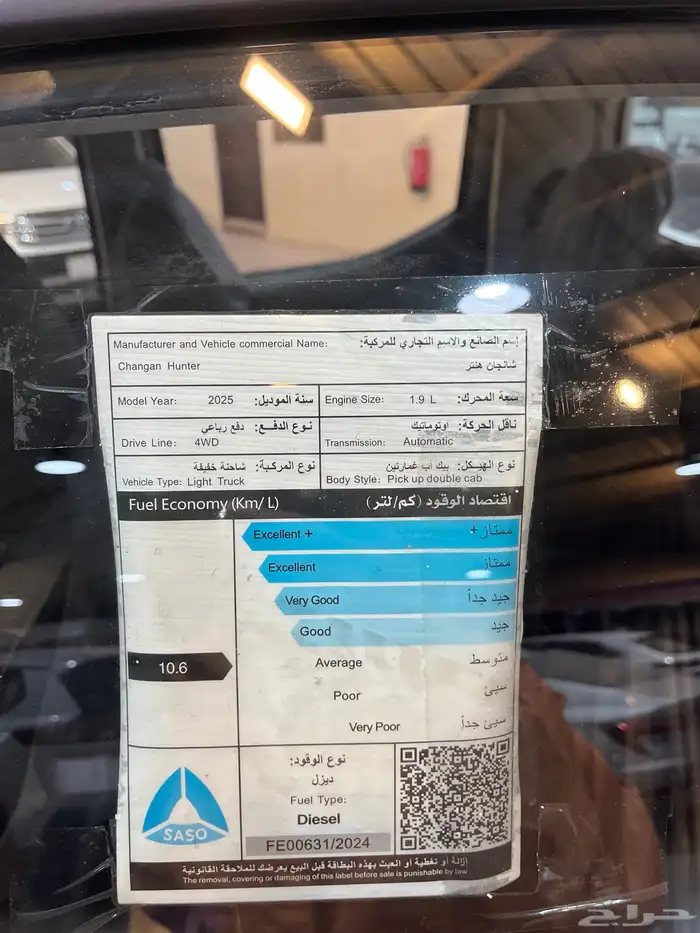 Manufacturer and Vehicle commercial Name: إسم الصانع والاسم التجاري للمركبة:
Changan Hunter شانجان هنتر
Model Year: 2025 سنة الموديل:
Engine Size: 1.9 L سعة المحرك:
نوع الدفع: دفع رباعي
Drive Line: 4WD
ناقل الحركة: اوتوماتيك
Transmission: Automatic
نوع المركبة: شاحنة خفيفة
Vehicle Type: Light Truck
نوع الهيكل: بيك أب غمارتين
Body Style: Pick up double cab
Fuel Economy (Km/ L) اقتصاد الوقود (كم/لتر)
Excellent + ممتاز +
Excellent ممتاز
Very Good جيد جداً
Good جيد
10.6 Average متوسط
Poor سيئ
Very Poor سيئ جداً
SASO
نوع الوقود:
ديزل
Fuel Type:
Diesel
FE00631/2024
ازالة أو تغطية أو العبث بهذه البطاقة قبل البيع يعرضك للملاحقة القانونية
The removal, covering or damaging of this label before sale is punishable by law
حراج